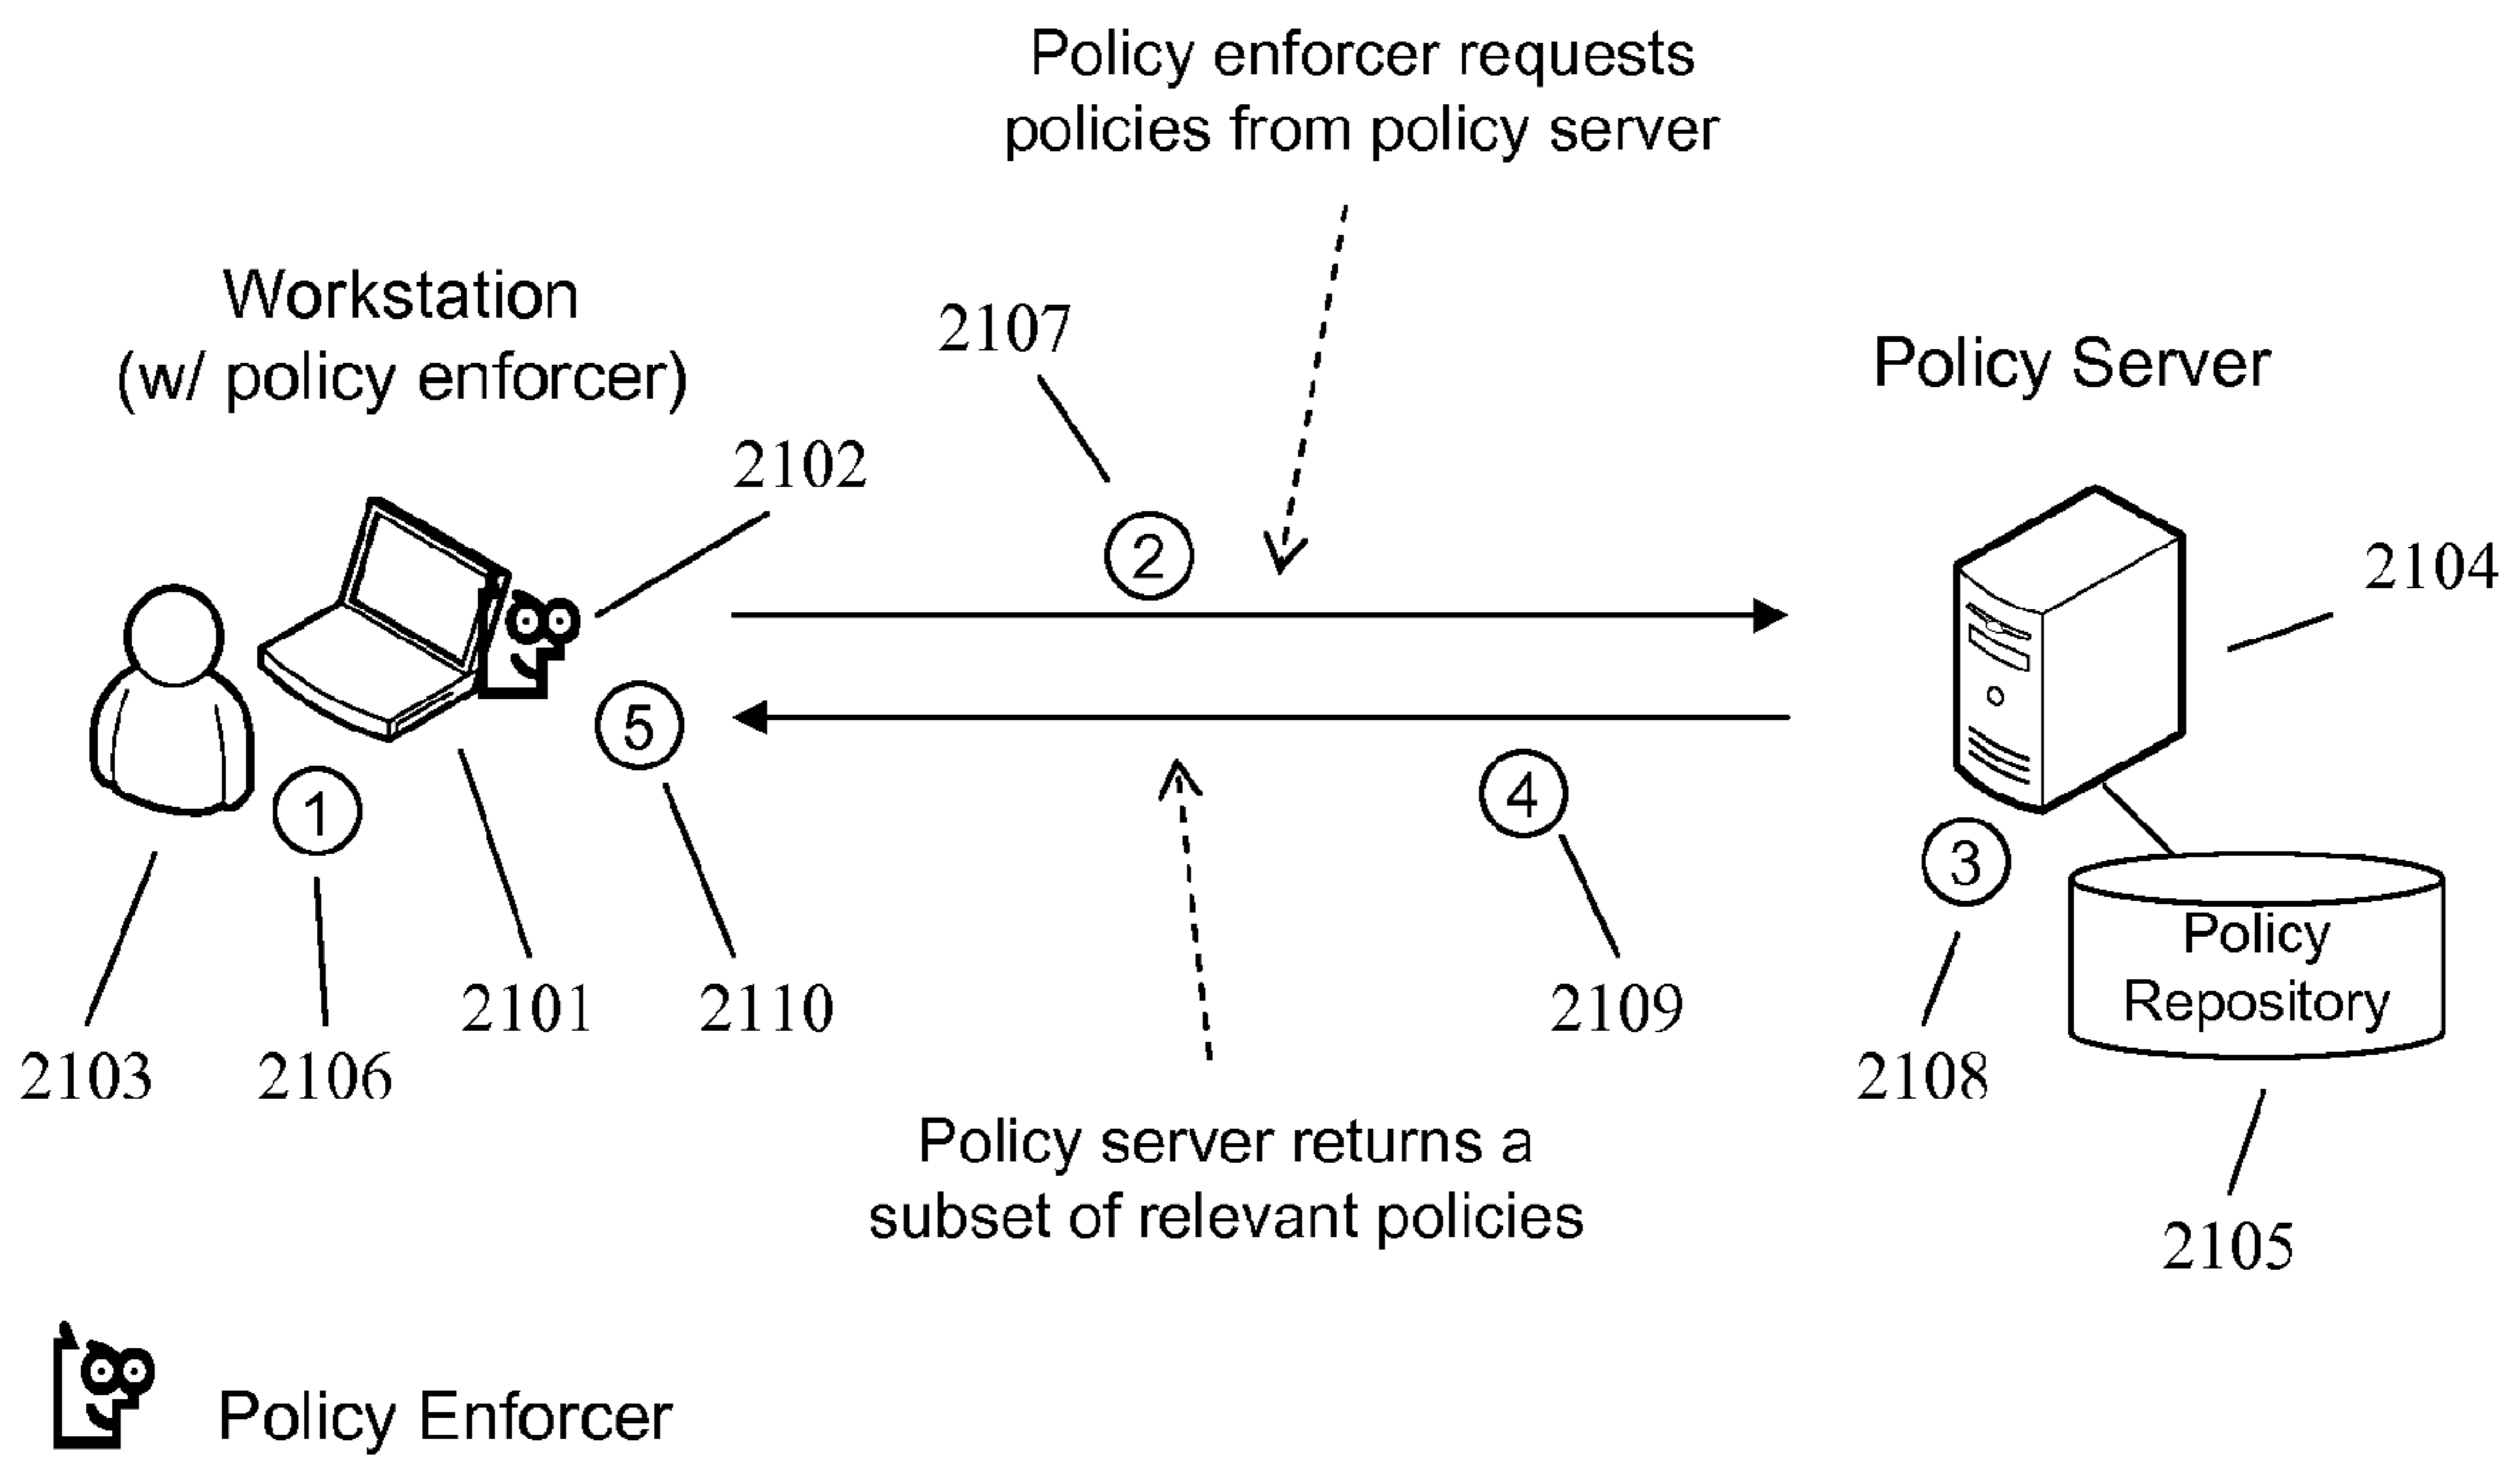 Policy enforcer requests
policies from policy server
Workstation
(w/ policy enforcer)
2107
Policy Server
2102
2
2104
5
1
4
3
Policy
Repository
2101
2110
2109
2103
2106
2108
Policy server returns a
subset of relevant policies
2105
Policy Enforcer